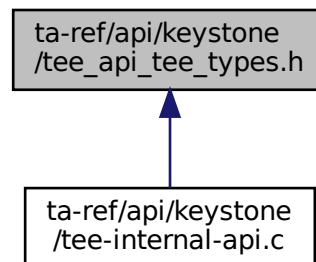 ta-ref/api/keystone
/tee_api_tee_types.h
ta-ref/api/keystone
/tee-internal-api.c